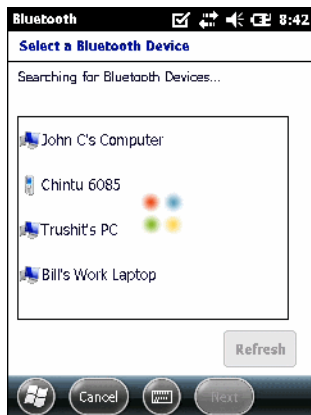 Bluetooth 8:42
Select a Bluetooth Device
Searching for Bluetooth Devices...
John C's Computer
Chintu 6085
Trushit's PC
Bill's Work Laptop
Refresh
Cancel Next